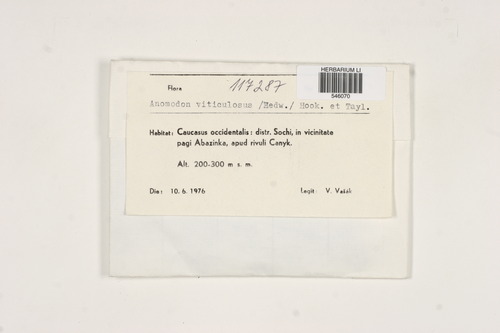 HERBARIUM LI
546070
Flora 117287
Anomodon viticulosus /Hedw./ Hook. et Tayl.
Habitat: Caucasus occidentalis: distr. Sochi, in vicinitate
pagi Abazinka, apud rivuli Canyk.
Alt. 200-300 m s. m.
Die: 10. 6. 1976 Legit: V. Vašák